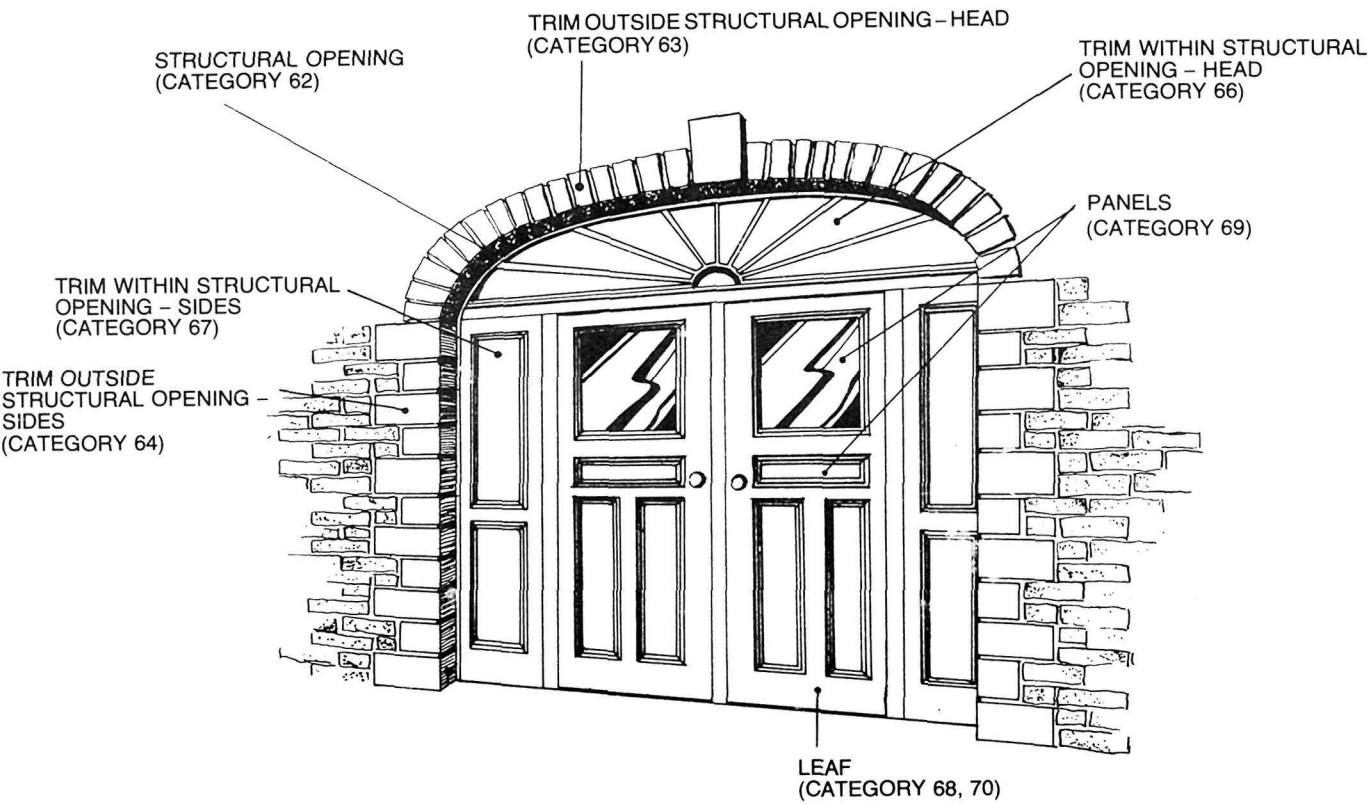 TRIM OUTSIDE STRUCTURAL OPENING – HEAD
(CATEGORY 63)
STRUCTURAL OPENING
(CATEGORY 62)
TRIM WITHIN STRUCTURAL
OPENING – HEAD
(CATEGORY 66)
PANELS
(CATEGORY 69)
TRIM WITHIN STRUCTURAL
OPENING – SIDES
(CATEGORY 67)
TRIM OUTSIDE
STRUCTURAL OPENING –
SIDES
(CATEGORY 64)
LEAF
(CATEGORY 68, 70)